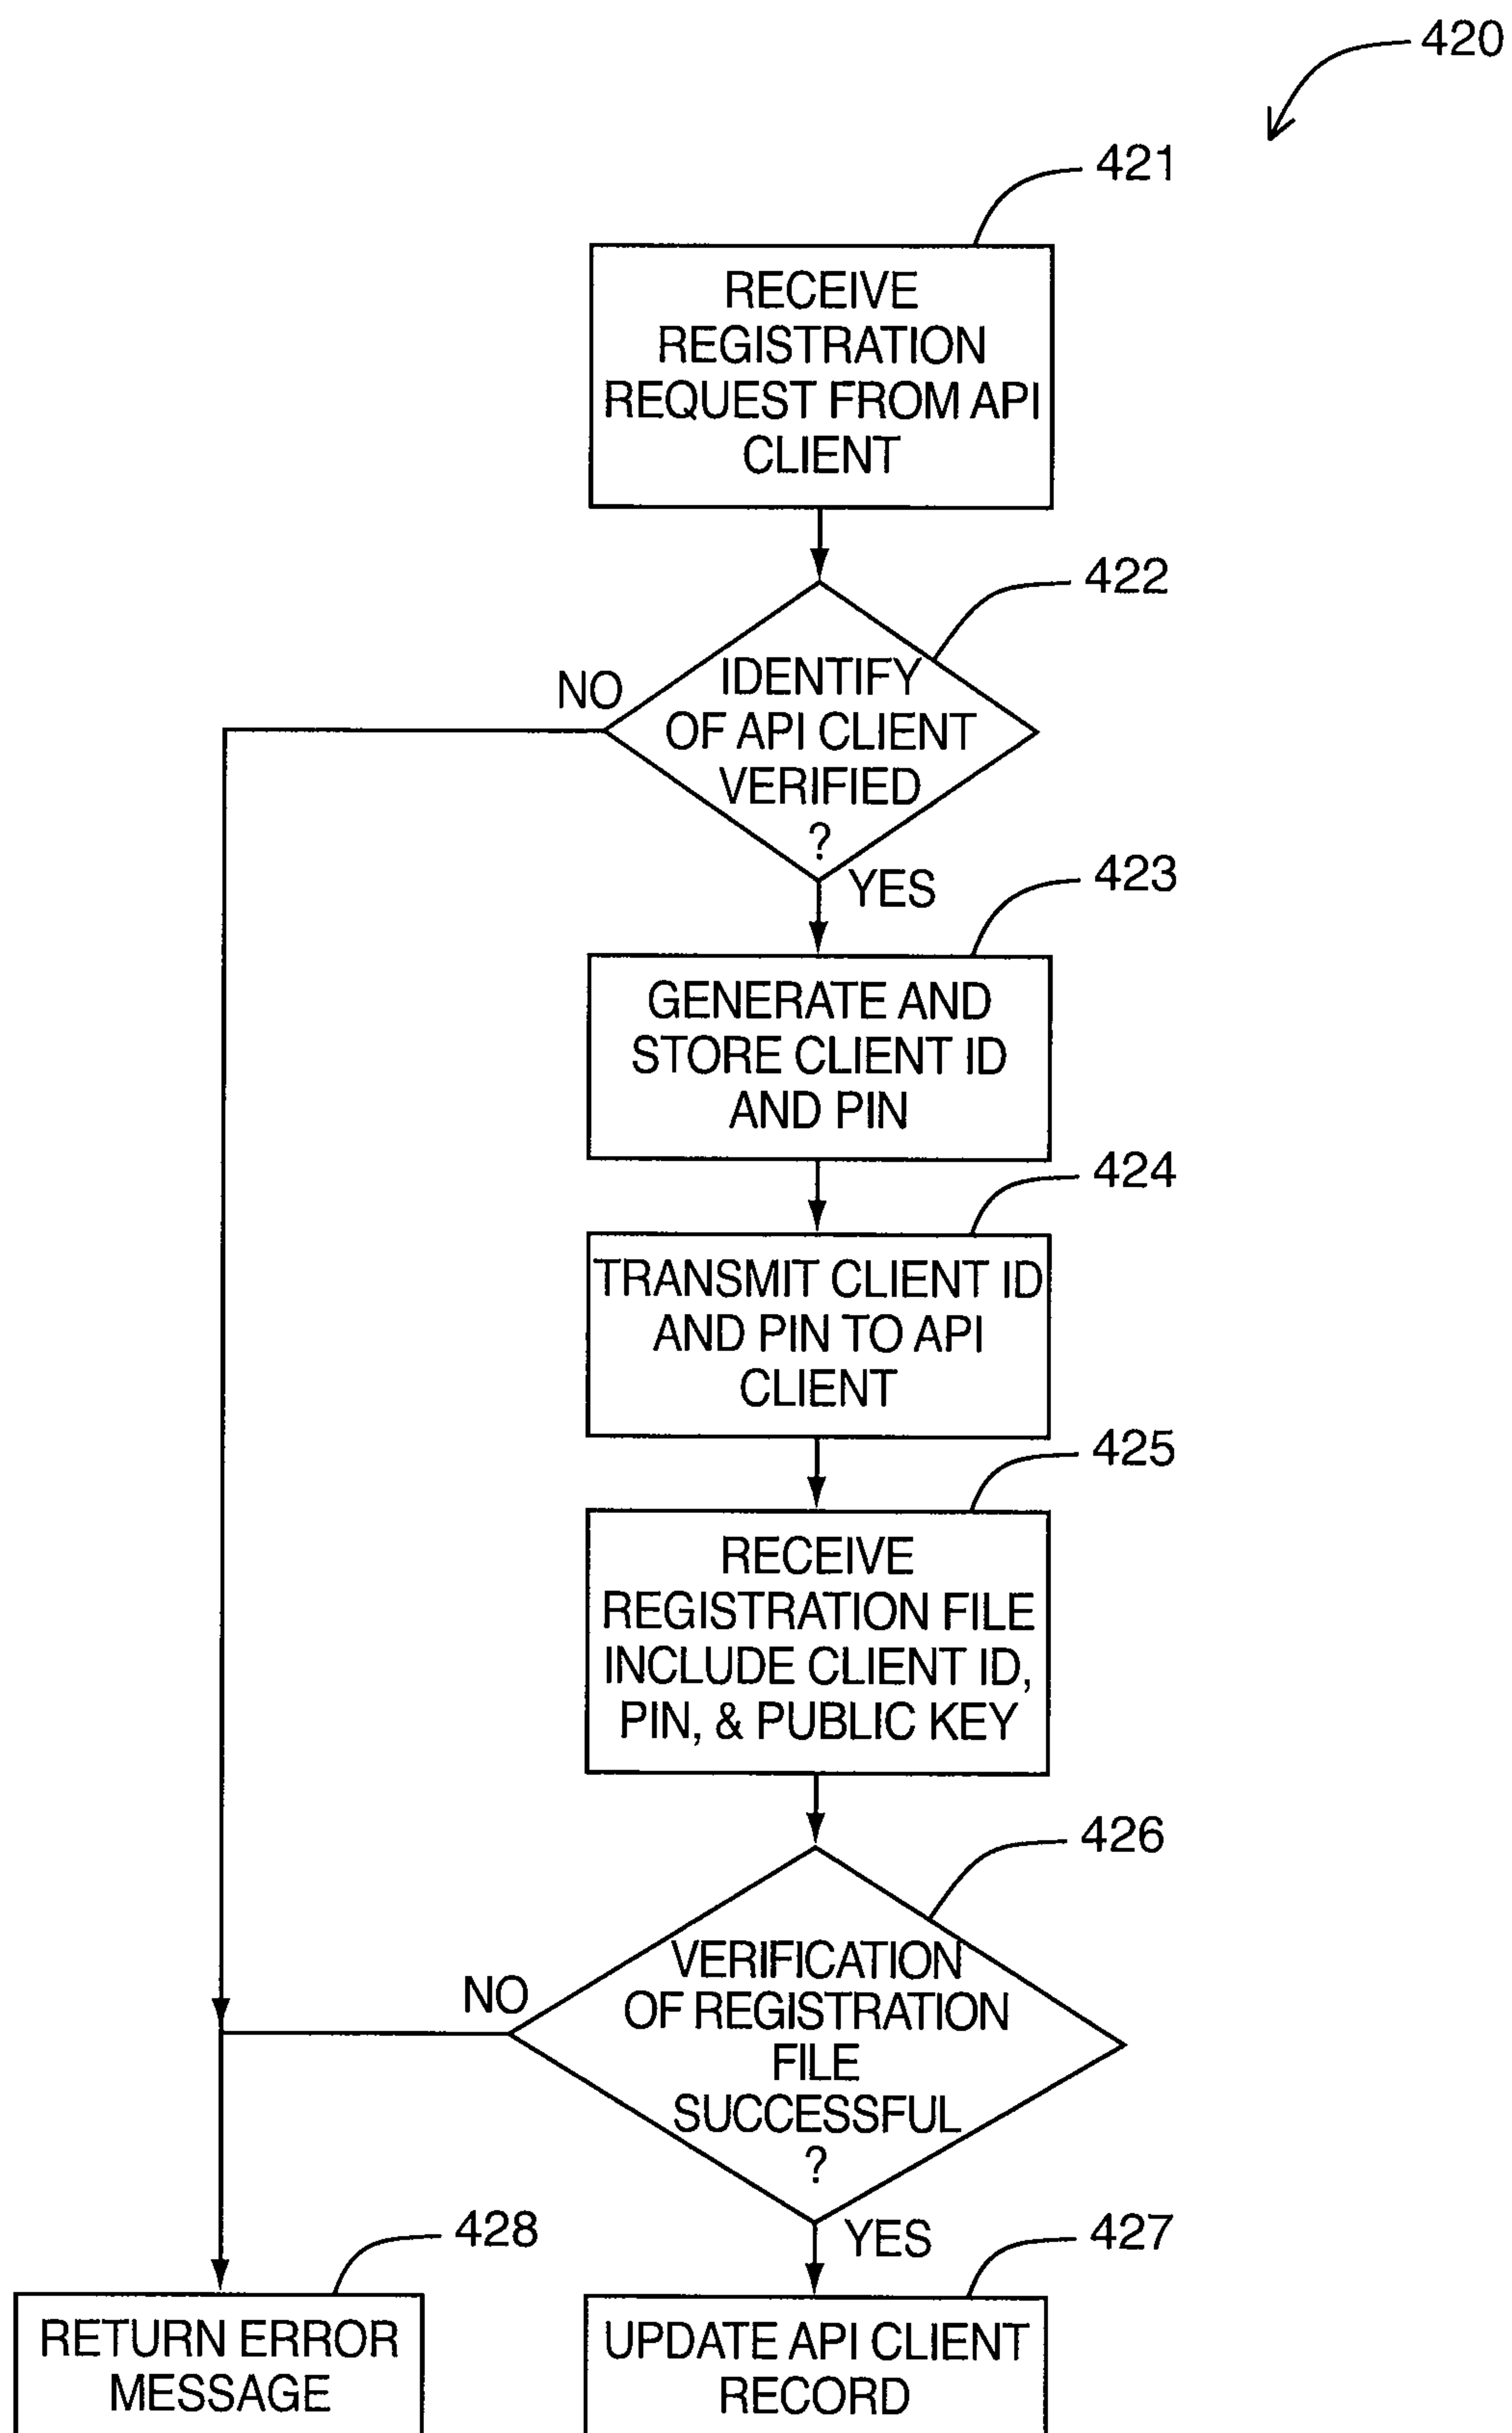 420
421
RECEIVE
REGISTRATION
REQUEST FROM API
CLIENT
422
NO
IDENTIFY
OF API CLIENT
VERIFIED
?
YES
423
GENERATE AND
STORE CLIENT ID
AND PIN
424
TRANSMIT CLIENT ID
AND PIN TO API
CLIENT
425
RECEIVE
REGISTRATION FILE
INCLUDE CLIENT ID,
PIN, & PUBLIC KEY
426
NO
VERIFICATION
OF REGISTRATION
FILE
SUCCESSFUL
?
YES
428
427
RETURN ERROR
MESSAGE
UPDATE API CLIENT
RECORD